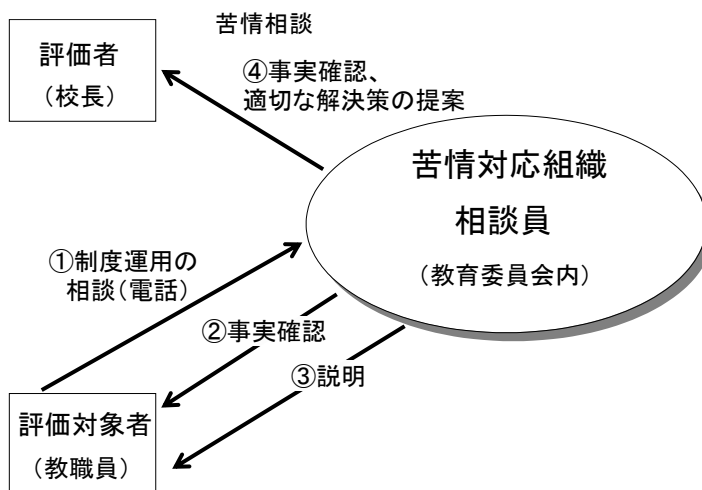 苦情相談
評価者
（校長）
④事実確認、
適切な解決策の提案
苦情対応組織
相談員
（教育委員会内）
①制度運用の
相談（電話）
②事実確認
③説明
評価対象者
（教職員）